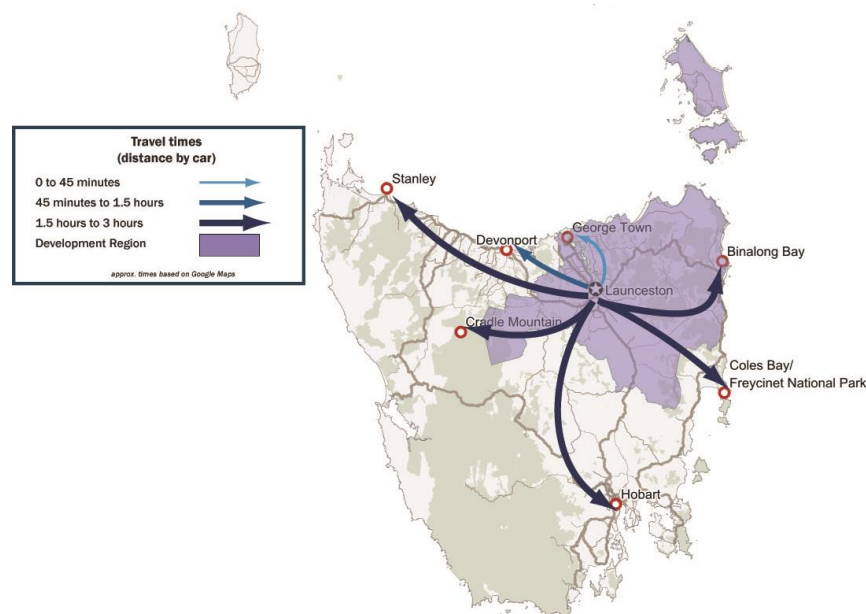 Travel times
(distance by car)
0 to 45 minutes
45 minutes to 1.5 hours
1.5 hours to 3 hours
Development Region
approx. times based on Google Maps
Stanley
George Town
Devonport
Binalong Bay
Launceston
Cradle Mountain
Coles Bay/
Freycinet National Park
Hobart